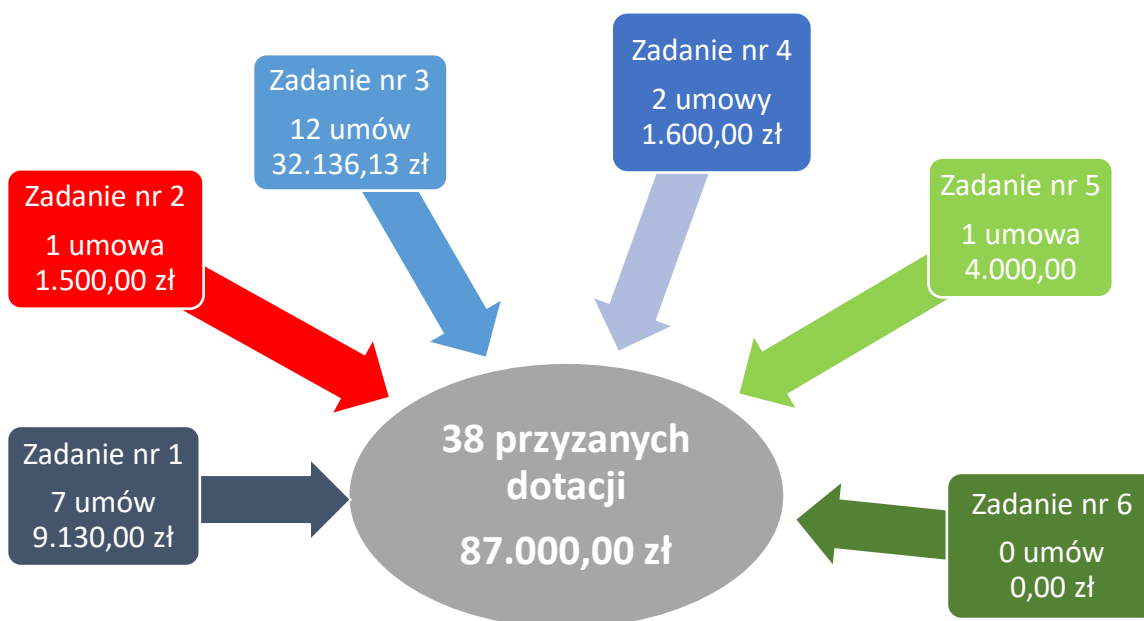 Zadanie nr 4
2 umowy
1.600,00 zł
Zadanie nr 3
12 umów
32.136,13 zł
Zadanie nr 2
1 umowa
1.500,00 zł
Zadanie nr 5
1 umowa
4.000,00
38 przyzanych
dotacji
87.000,00 zł
Zadanie nr 1
7 umów
9.130,00 zł
Zadanie nr 6
0 umów
0,00 zł